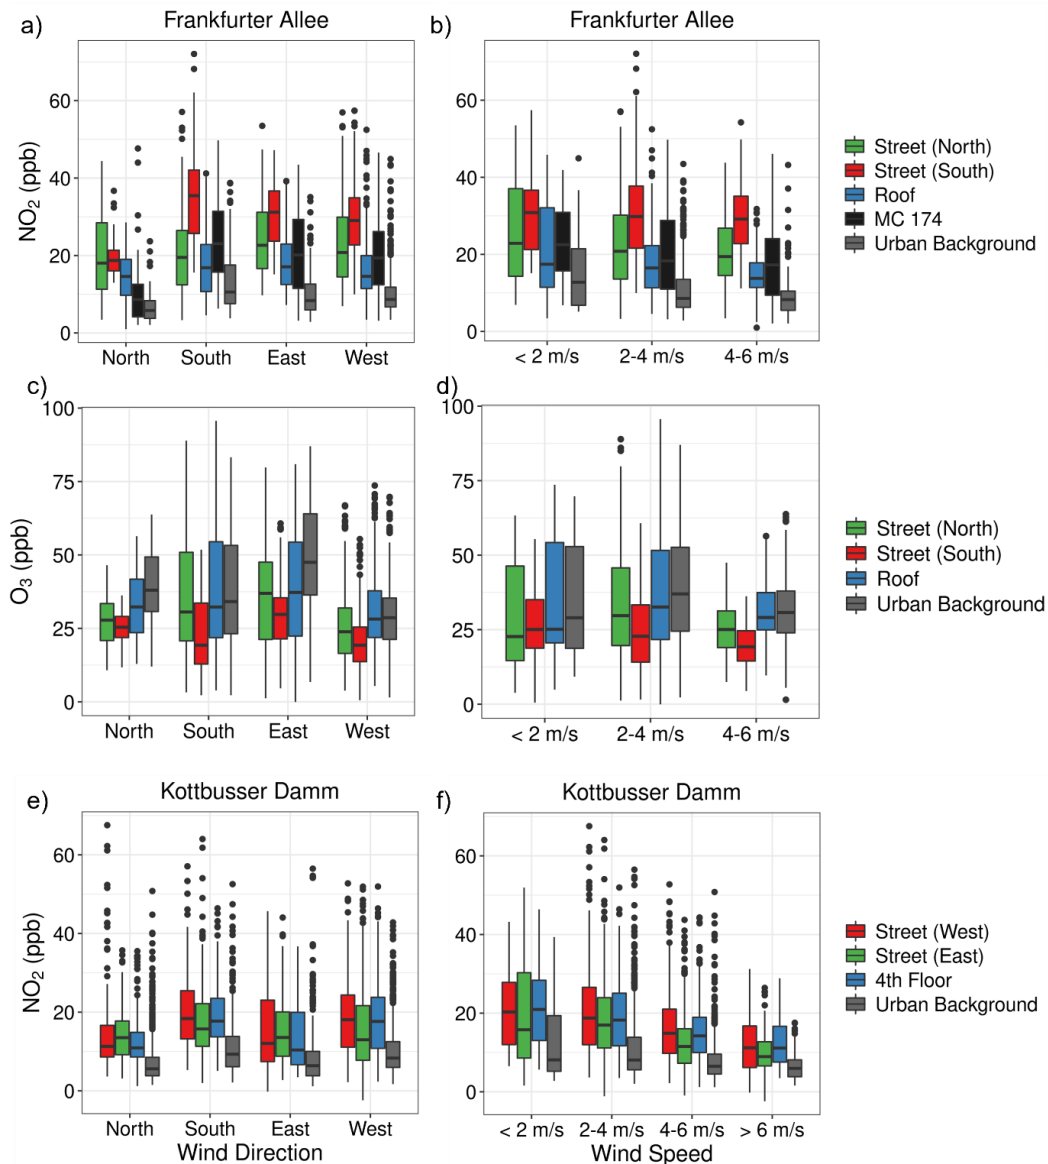 a) Frankfurter Allee
b) Frankfurter Allee
NO₂ (ppb)
60
40
20
0
North South East West
60
40
20
0
< 2 m/s 2-4 m/s 4-6 m/s
Street (North)
Street (South)
Roof
MC 174
Urban Background
c)
O₃ (ppb)
100
75
50
25
0
North South East West
d)
100
75
50
25
0
< 2 m/s 2-4 m/s 4-6 m/s
Street (North)
Street (South)
Roof
Urban Background
e) Kottbusser Damm
NO₂ (ppb)
60
40
20
0
North South East West
Wind Direction
f) Kottbusser Damm
60
40
20
0
< 2 m/s 2-4 m/s 4-6 m/s > 6 m/s
Wind Speed
Street (West)
Street (East)
4th Floor
Urban Background